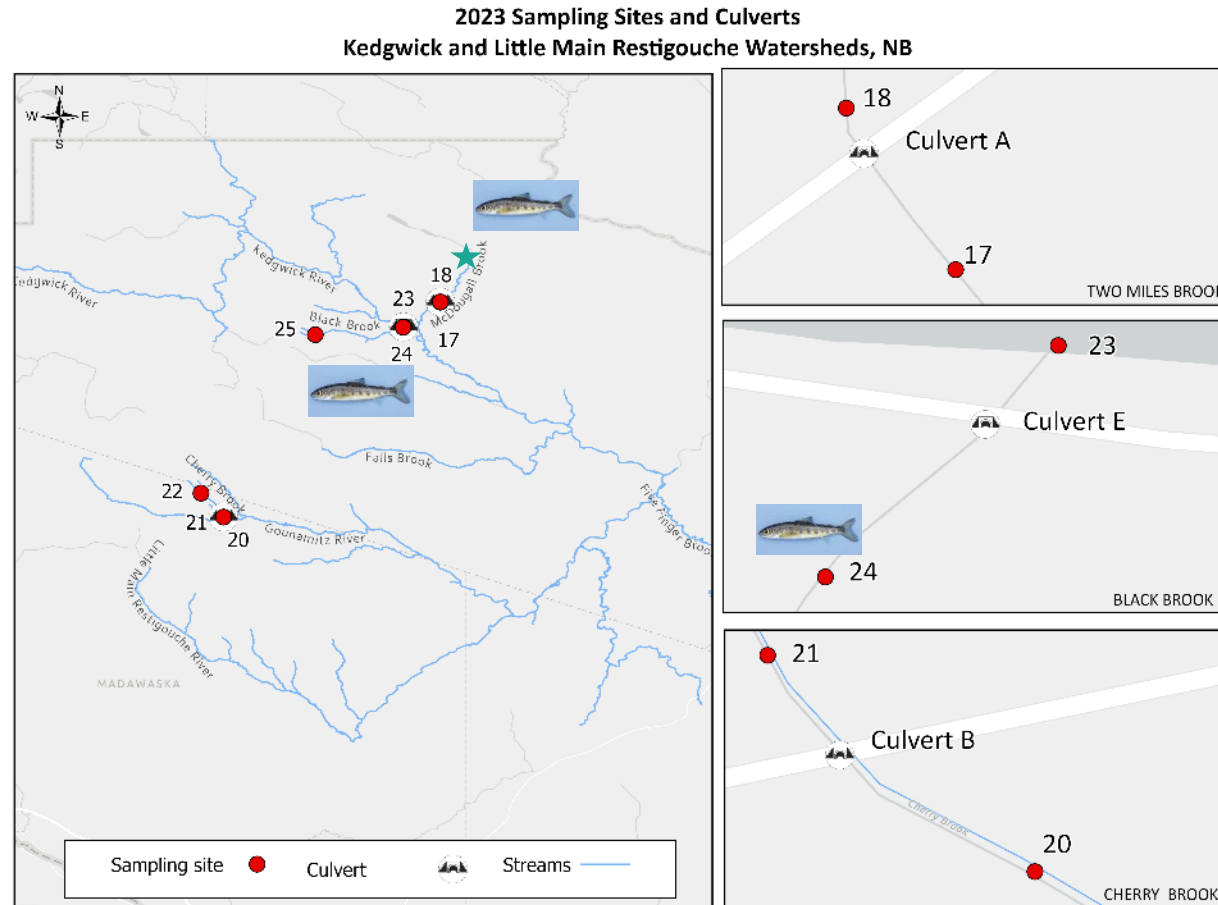 2023 Sampling Sites and Culverts
Kedgwick and Little Main Restigouche Watersheds, NB
N
W E
S
Kedgwick River
Kedgwick River
18
McDougall Brook
23
17
Black Brook
25
24
Falls Brook
Five Finger Broo
Cherry Brook
22
21
20
Gounamitz River
Little Main Restigouche River
MADAWASKA
Sampling site
Culvert
Streams
18
Culvert A
17
TWO MILES BROOK
23
Culvert E
24
BLACK BROOK
21
Culvert B
Cherry Brook
20
CHERRY BROOK